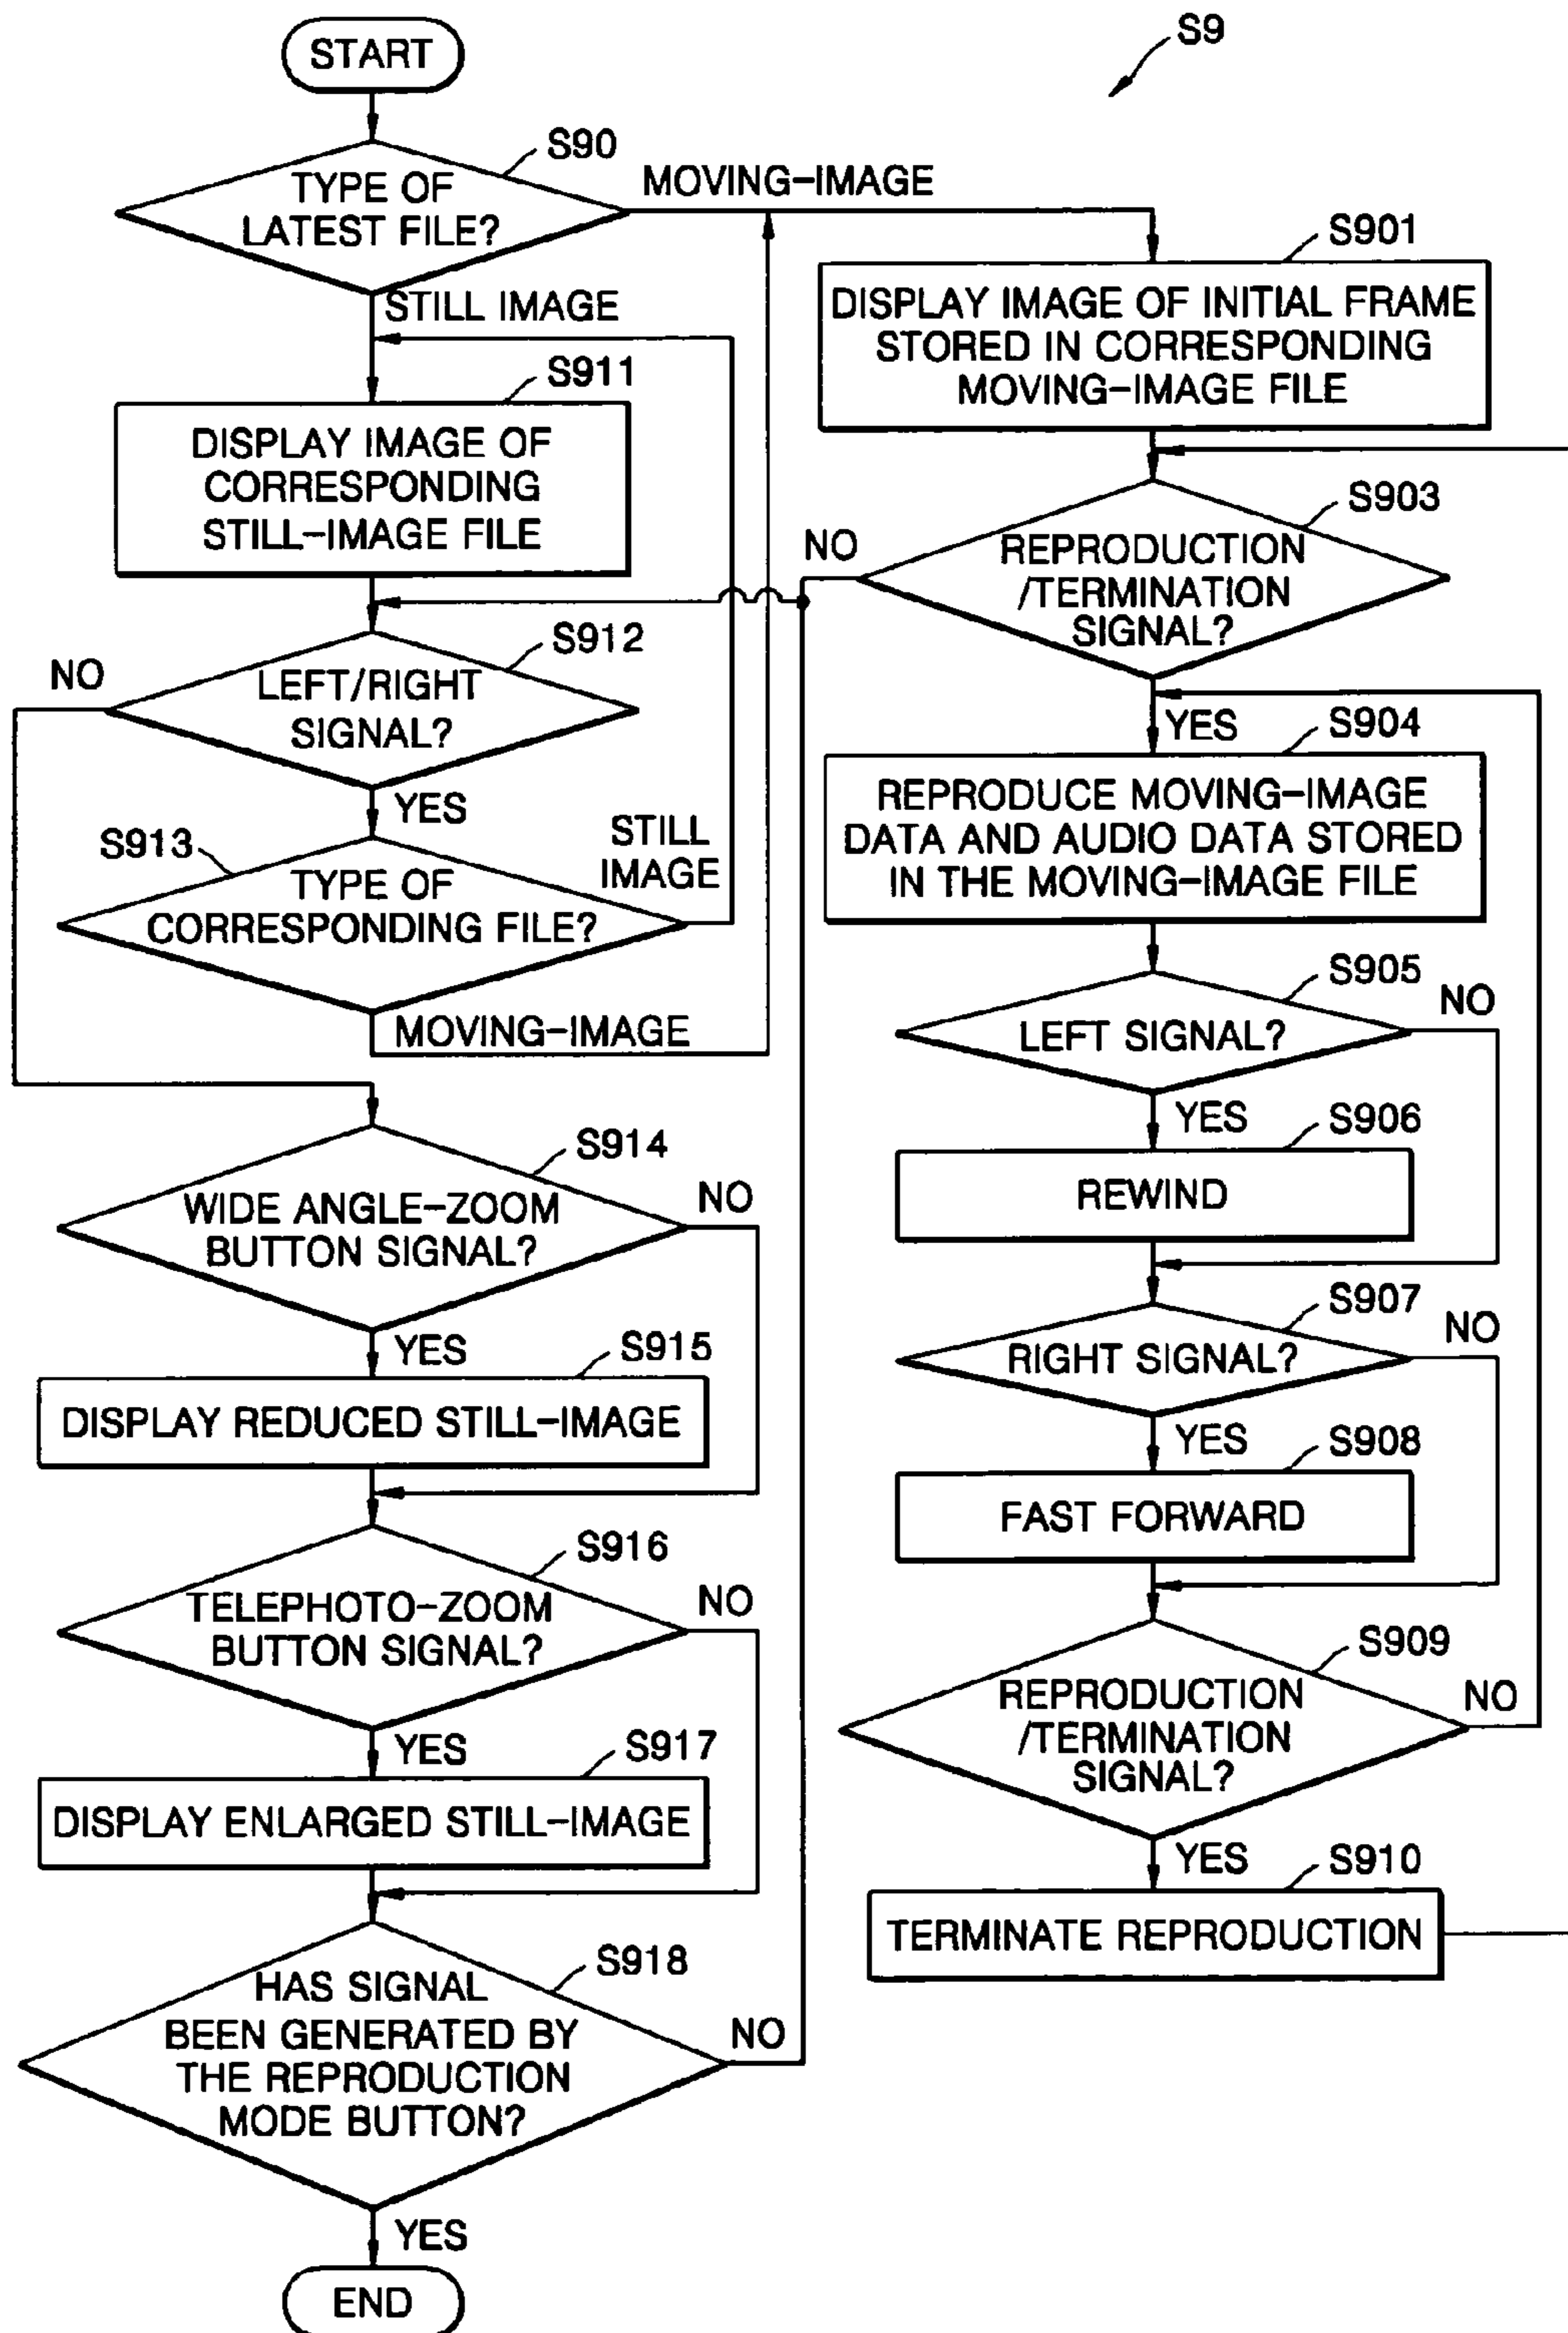 START
S9
S90
TYPE OF
LATEST FILE?
MOVING-IMAGE
STILL IMAGE
S911
DISPLAY IMAGE OF
CORRESPONDING
STILL-IMAGE FILE
S912
NO
LEFT/RIGHT
SIGNAL?
YES
S913
TYPE OF
CORRESPONDING FILE?
STILL
IMAGE
MOVING-IMAGE
S914
WIDE ANGLE-ZOOM
BUTTON SIGNAL?
NO
YES
S915
DISPLAY REDUCED STILL-IMAGE
S916
TELEPHOTO-ZOOM
BUTTON SIGNAL?
NO
YES
S917
DISPLAY ENLARGED STILL-IMAGE
S918
HAS SIGNAL
BEEN GENERATED BY
THE REPRODUCTION
MODE BUTTON?
NO
YES
END
S901
DISPLAY IMAGE OF INITIAL FRAME
STORED IN CORRESPONDING
MOVING-IMAGE FILE
S903
NO
REPRODUCTION
/TERMINATION
SIGNAL?
YES
S904
REPRODUCE MOVING-IMAGE
DATA AND AUDIO DATA STORED
IN THE MOVING-IMAGE FILE
S905
LEFT SIGNAL?
NO
YES
S906
REWIND
S907
RIGHT SIGNAL?
NO
YES
S908
FAST FORWARD
S909
REPRODUCTION
/TERMINATION
SIGNAL?
NO
YES
S910
TERMINATE REPRODUCTION